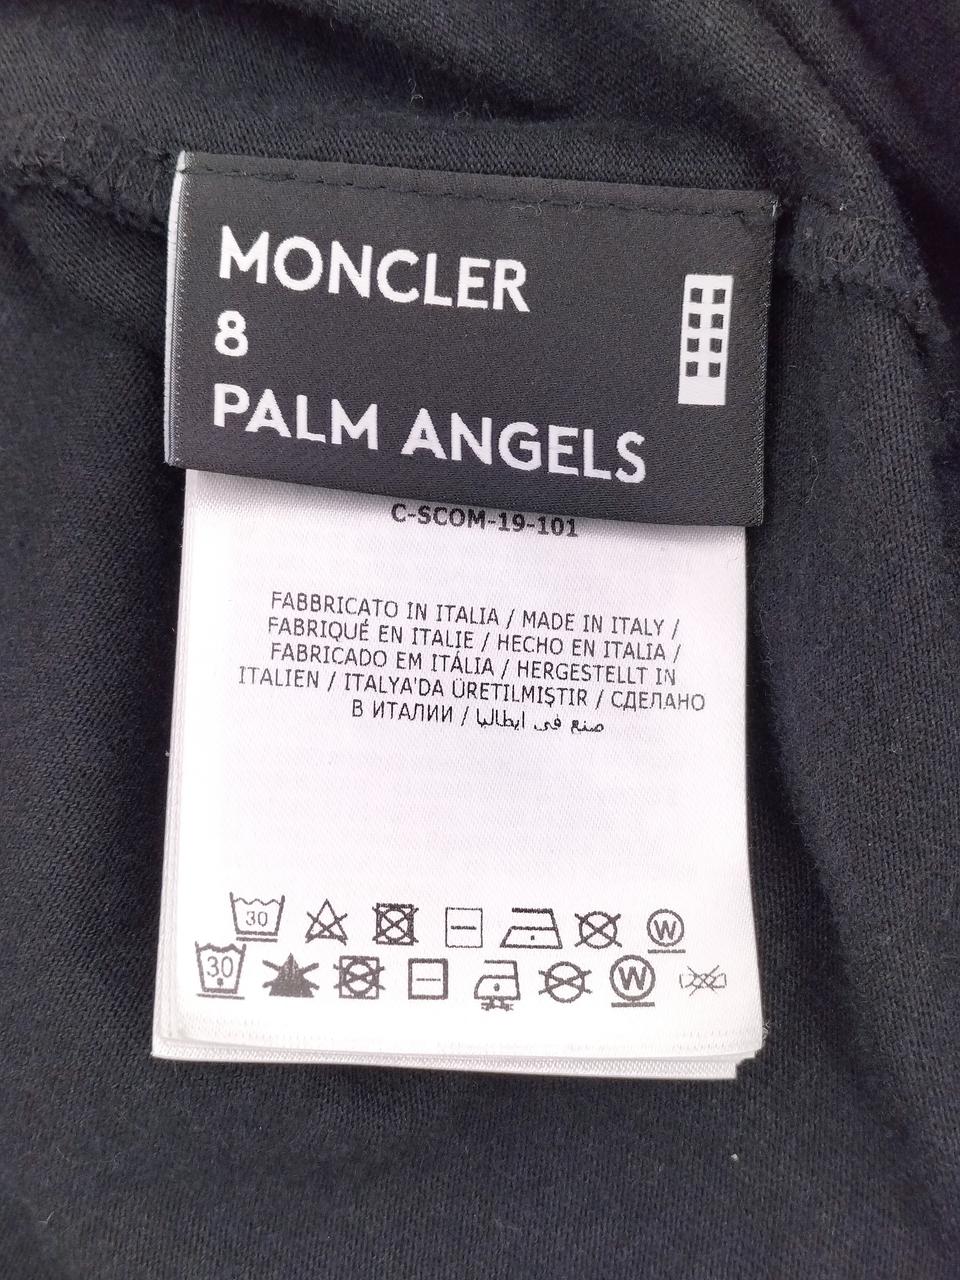 MONCLER
8
PALM ANGELS
C-SCOM-19-101
FABBRICATO IN ITALIA / MADE IN ITALY /
FABRIQUÉ EN ITALIE / HECHO EN ITALIA /
FABRICADO EM ITÁLIA / HERGESTELLT IN
ITALIEN / ITALYA'DA ÜRETILMIŞTIR / СДЕЛАНО
В ИТАЛИИ / صنع في ايطاليا
30 W
30 W